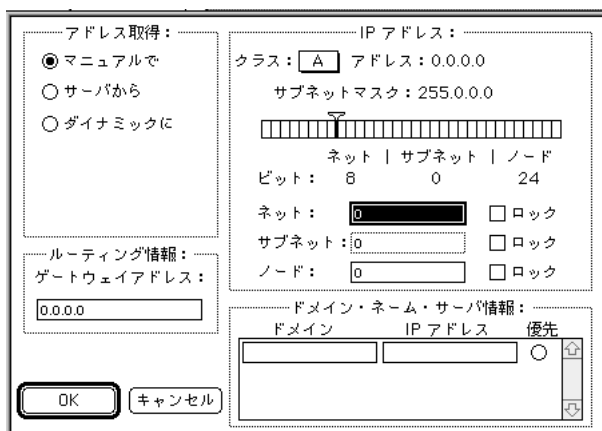 アドレス取得：
マニュアルで
サーバから
ダイナミックに
ルーティング情報：
ゲートウェイアドレス：
0.0.0.0
OK
キャンセル
IP アドレス：
クラス： A アドレス：0.0.0.0
サブネットマスク：255.0.0.0
ネット | サブネット | ノード
ビット： 8 0 24
ネット： 0 ロック
サブネット： 0 ロック
ノード： 0 ロック
ドメイン・ネーム・サーバ情報：
ドメイン IP アドレス 優先